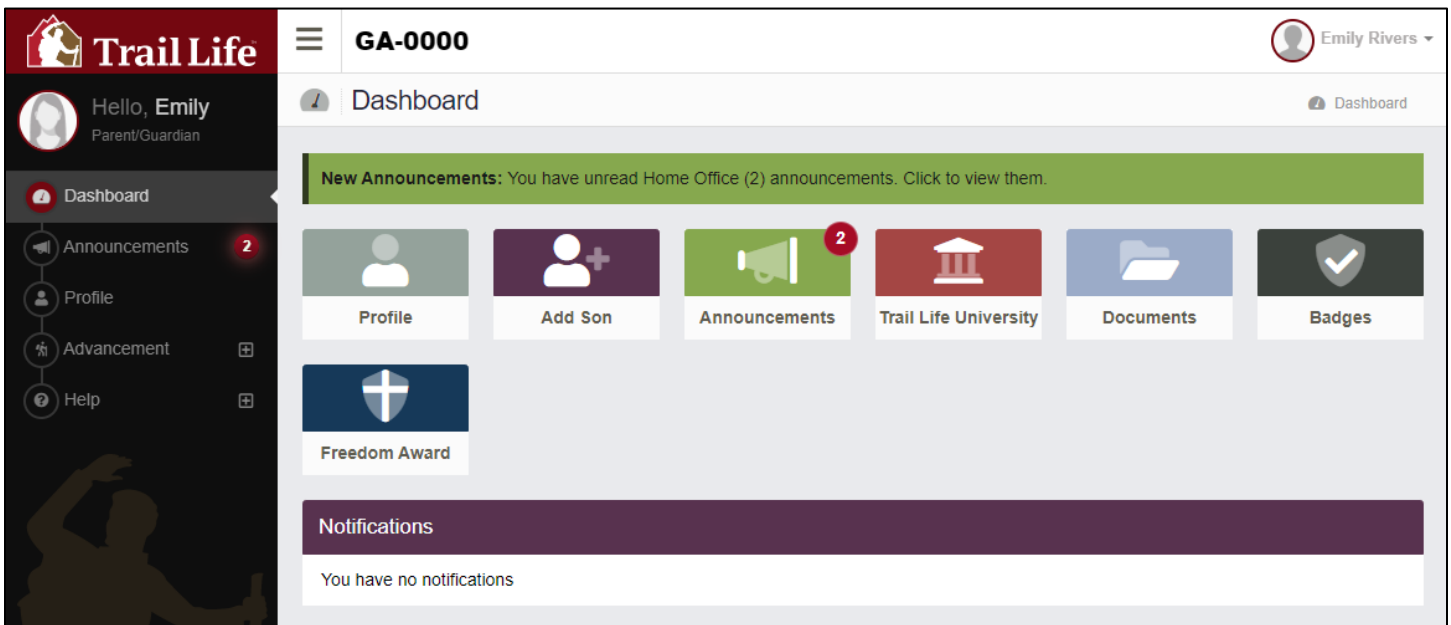 Trail Life
GA-0000
Emily Rivers
Hello, Emily
Parent/Guardian
Dashboard
Dashboard
New Announcements: You have unread Home Office (2) announcements. Click to view them.
Dashboard
Announcements 2
Profile
Advancement
Help
2
Profile
Add Son
Announcements
Trail Life University
Documents
Badges
Freedom Award
Notifications
You have no notifications